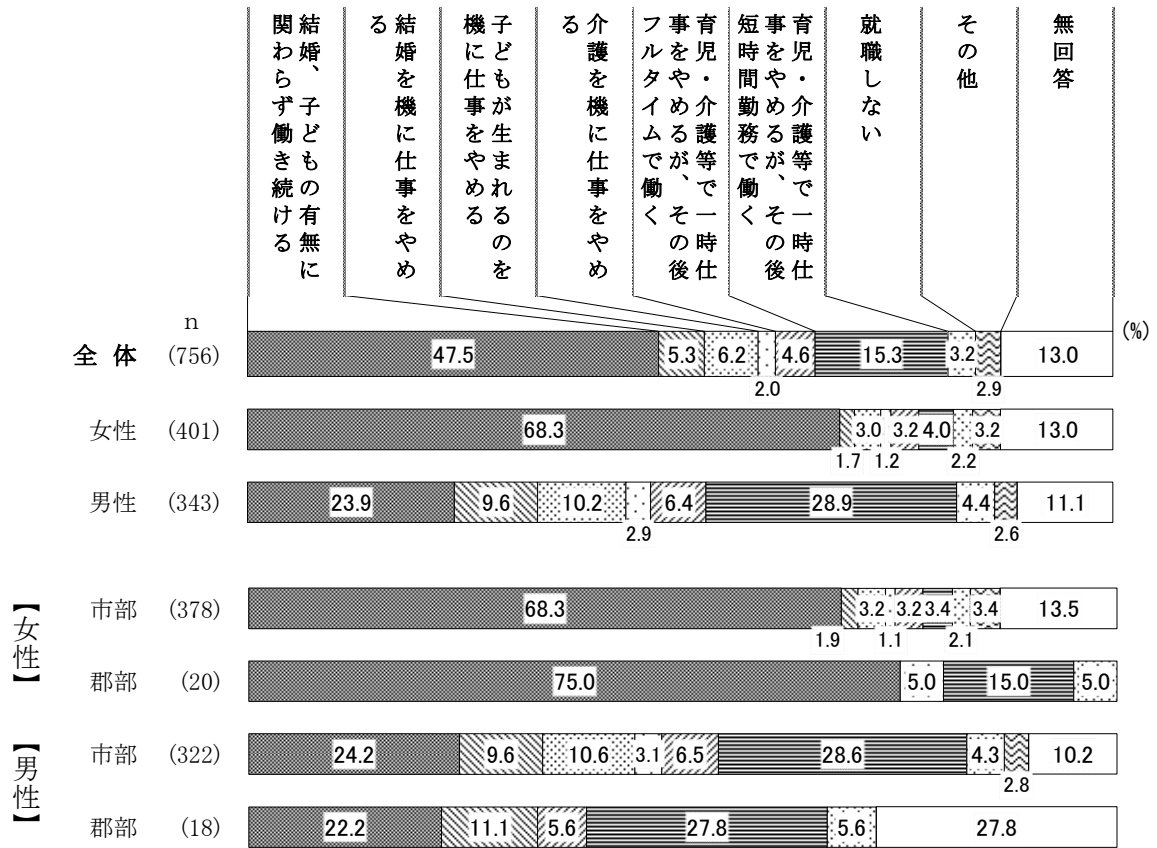 結婚、子どもの有無に
関わらず働き続ける
結婚を機に仕事をやめ
る
子どもが生まれるのを
機に仕事をやめる
介護を機に仕事をやめ
る
育児・介護等で一時仕
事をやめるが、その後
フルタイムで働く
育児・介護等で一時仕
事をやめるが、その後
短時間勤務で働く
就職しない
その他
無回答
n
(%)
全体 (756) 47.5 5.3 6.2 4.6 15.3 3.2 13.0
2.0 2.9
女性 (401) 68.3 3.0 3.2 4.0 3.2 13.0
1.7 1.2 2.2
男性 (343) 23.9 9.6 10.2 6.4 28.9 4.4 11.1
2.9 2.6
【女性】
市部 (378) 68.3 3.2 3.2 3.4 3.4 13.5
1.9 1.1 2.1
郡部 (20) 75.0 5.0 15.0 5.0
【男性】
市部 (322) 24.2 9.6 10.6 3.1 6.5 28.6 4.3 10.2
2.8
郡部 (18) 22.2 11.1 5.6 27.8 5.6 27.8